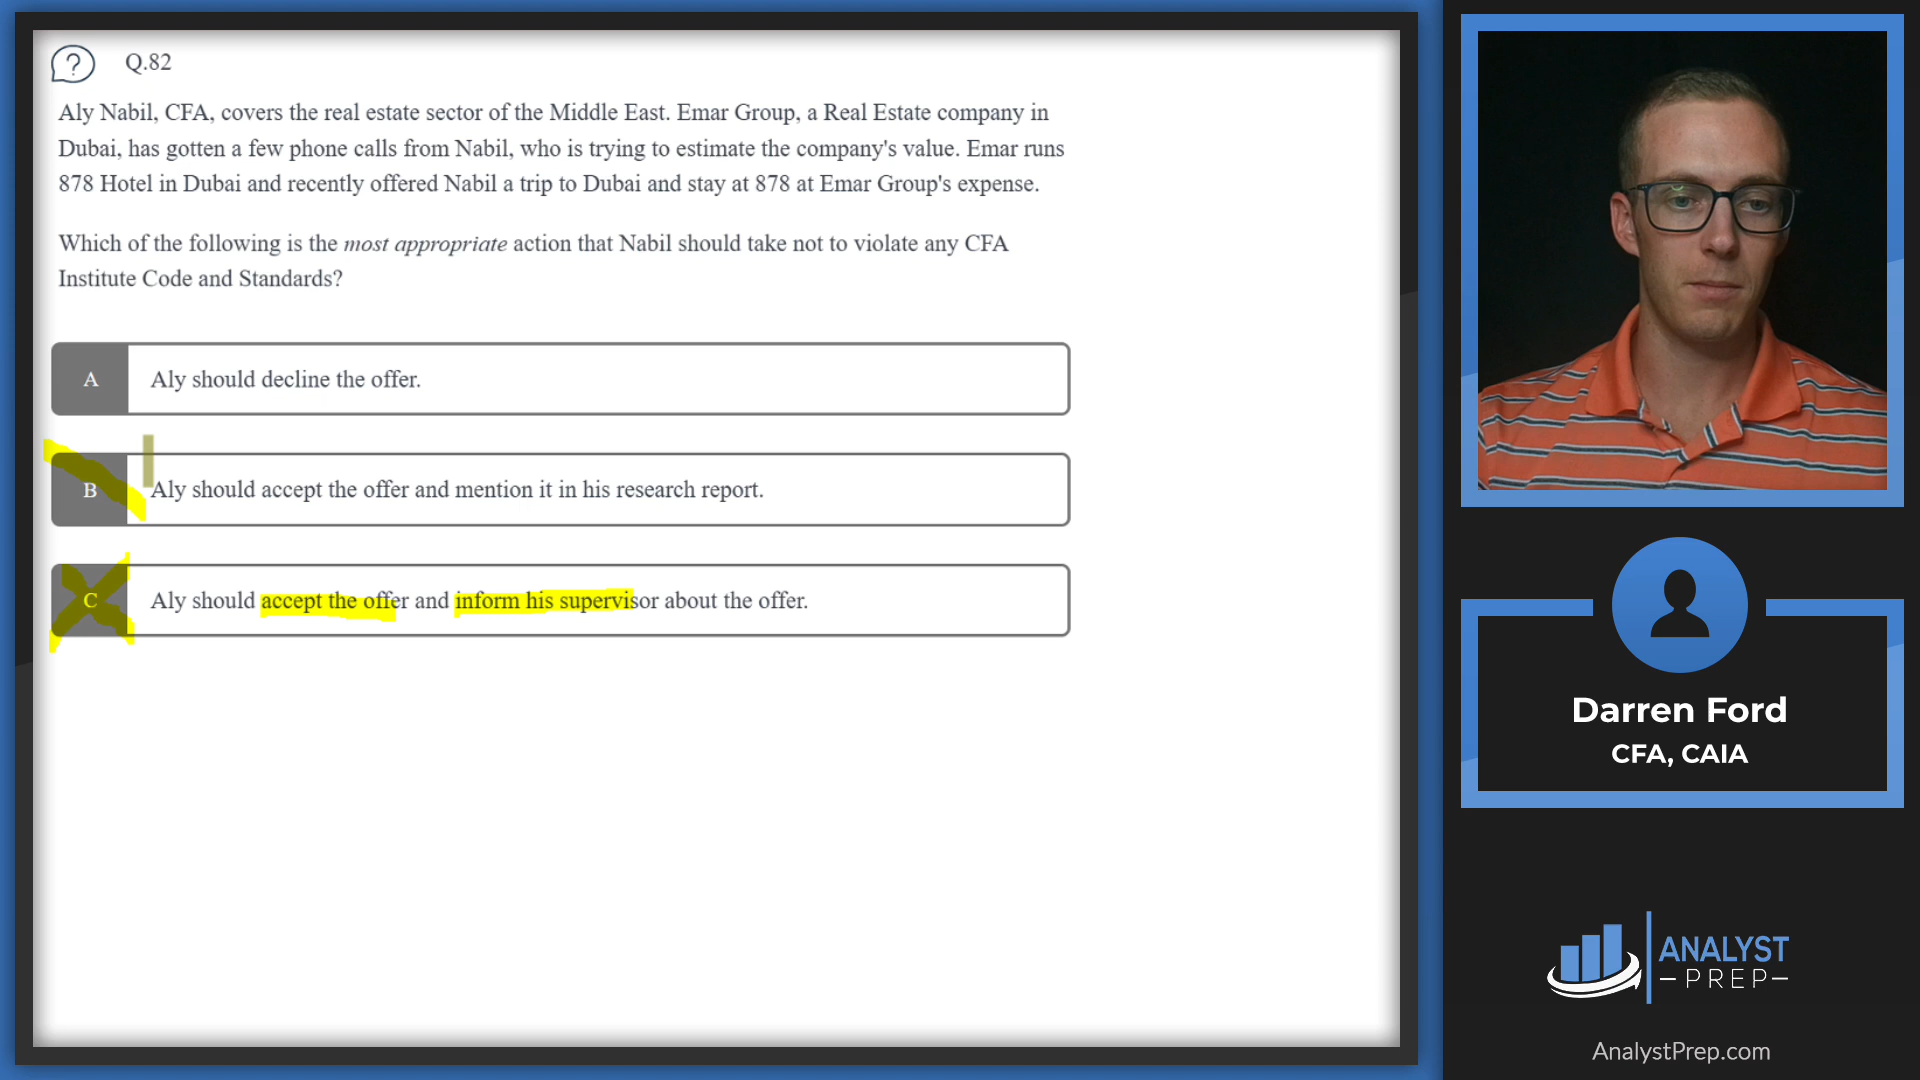 ?
Q.82
Aly Nabil, CFA, covers the real estate sector of the Middle East. Emar Group, a Real Estate company in
Dubai, has gotten a few phone calls from Nabil, who is trying to estimate the company's value. Emar runs
878 Hotel in Dubai and recently offered Nabil a trip to Dubai and stay at 878 at Emar Group's expense.
Which of the following is the most appropriate action that Nabil should take not to violate any CFA
Institute Code and Standards?
A Aly should decline the offer.
B Aly should accept the offer and mention it in his research report.
C Aly should accept the offer and inform his supervisor about the offer.
Darren Ford
CFA, CAIA
ANALYST
PREP
AnalystPrep.com